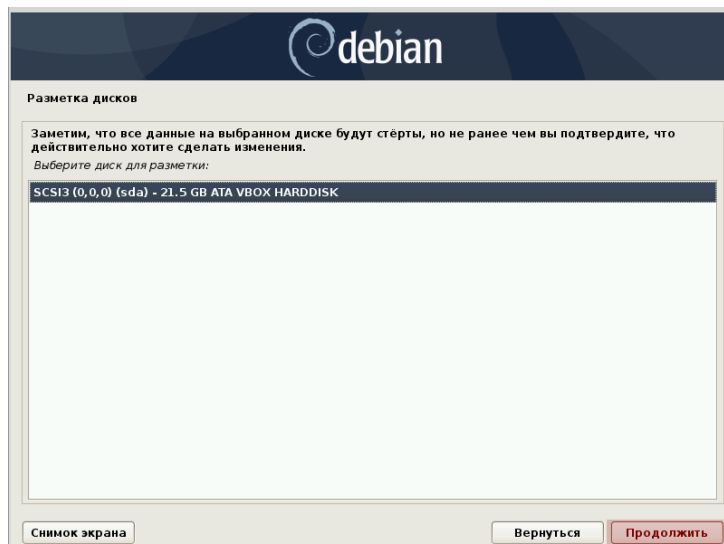 debian
Разметка дисков
Заметим, что все данные на выбранном диске будут стёрты, но не ранее чем вы подтвердите, что
действительно хотите сделать изменения.
Выберите диск для разметки:
SCSI3 (0,0,0) (sda) - 21.5 GB ATA VBOX HARDDISK
Снимок экрана
Вернуться
Продолжить